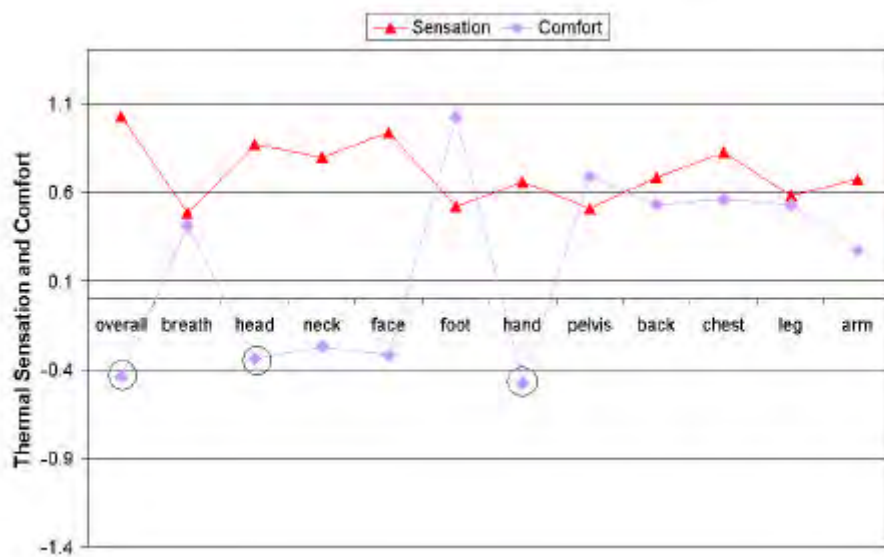 Sensation Comfort
Thermal Sensation and Comfort
1.1
0.6
0.1
overall breath head neck face foot hand pelvis back chest leg arm
-0.4
-0.9
-1.4